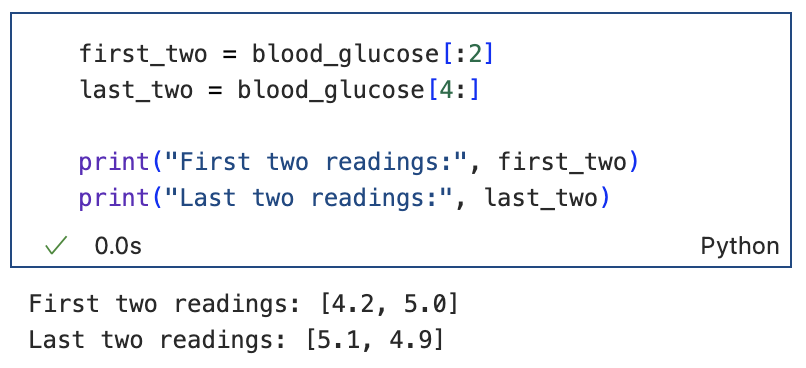 first_two = blood_glucose[:2]
last_two = blood_glucose[4:]
print("First two readings:", first_two)
print("Last two readings:", last_two)
0.0s Python
First two readings: [4.2, 5.0]
Last two readings: [5.1, 4.9]